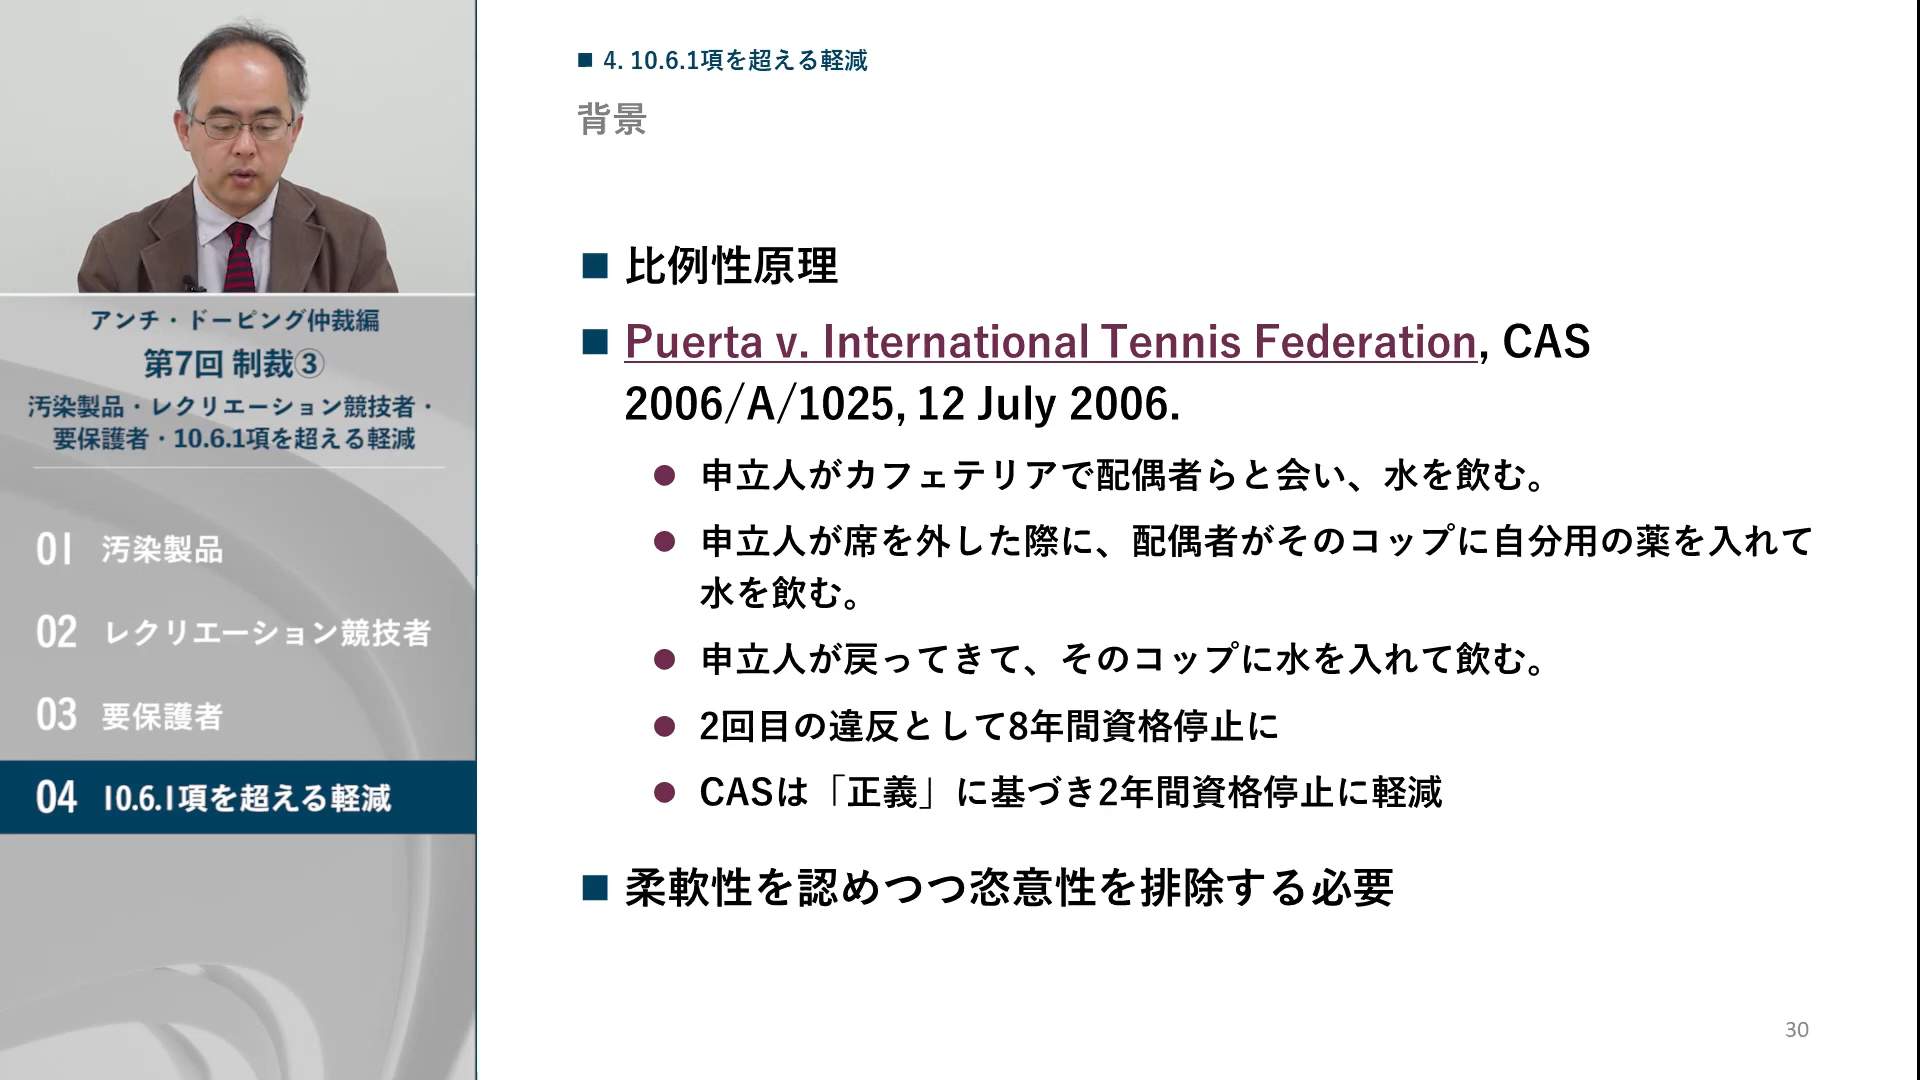 アンチ・ドーピング仲裁編
第7回 制裁③
汚染製品・レクリエーション競技者・
要保護者・10.6.1項を超える軽減
01 汚染製品
02 レクリエーション競技者
03 要保護者
04 10.6.1項を超える軽減
4. 10.6.1項を超える軽減
背景
比例性原理
Puerta v. International Tennis Federation, CAS
2006/A/1025, 12 July 2006.
申立人がカフェテリアで配偶者らと会い、水を飲む。
申立人が席を外した際に、配偶者がそのコップに自分用の薬を入れて
水を飲む。
申立人が戻ってきて、そのコップに水を入れて飲む。
2回目の違反として8年間資格停止に
CASは「正義」に基づき2年間資格停止に軽減
柔軟性を認めつつ恣意性を排除する必要
30